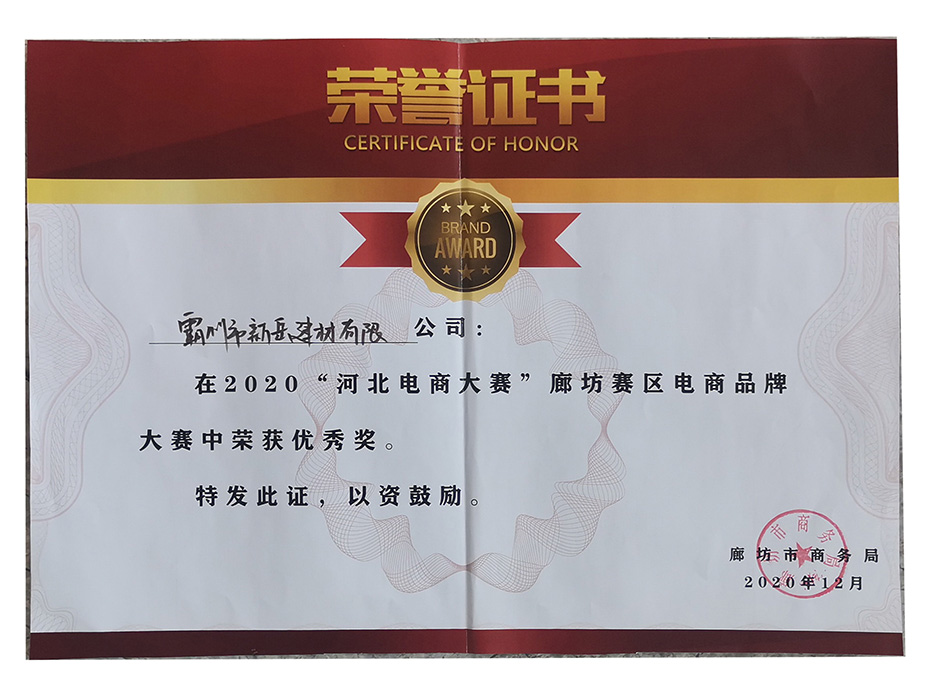 荣誉证书
CERTIFICATE OF HONOR
BRAND
AWARD
霸州市新岳建材有限 公司：
在2020“河北电商大赛”廊坊赛区电商品牌
大赛中荣获优秀奖。
特发此证，以资鼓励。
廊坊市商务局
2020年12月